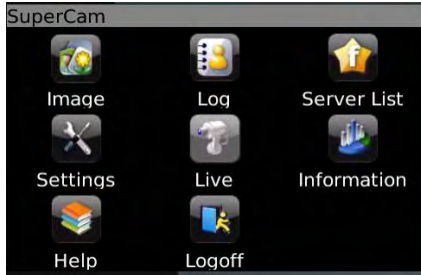 SuperCam
Image Log Server List
Settings Live Information
Help Logoff